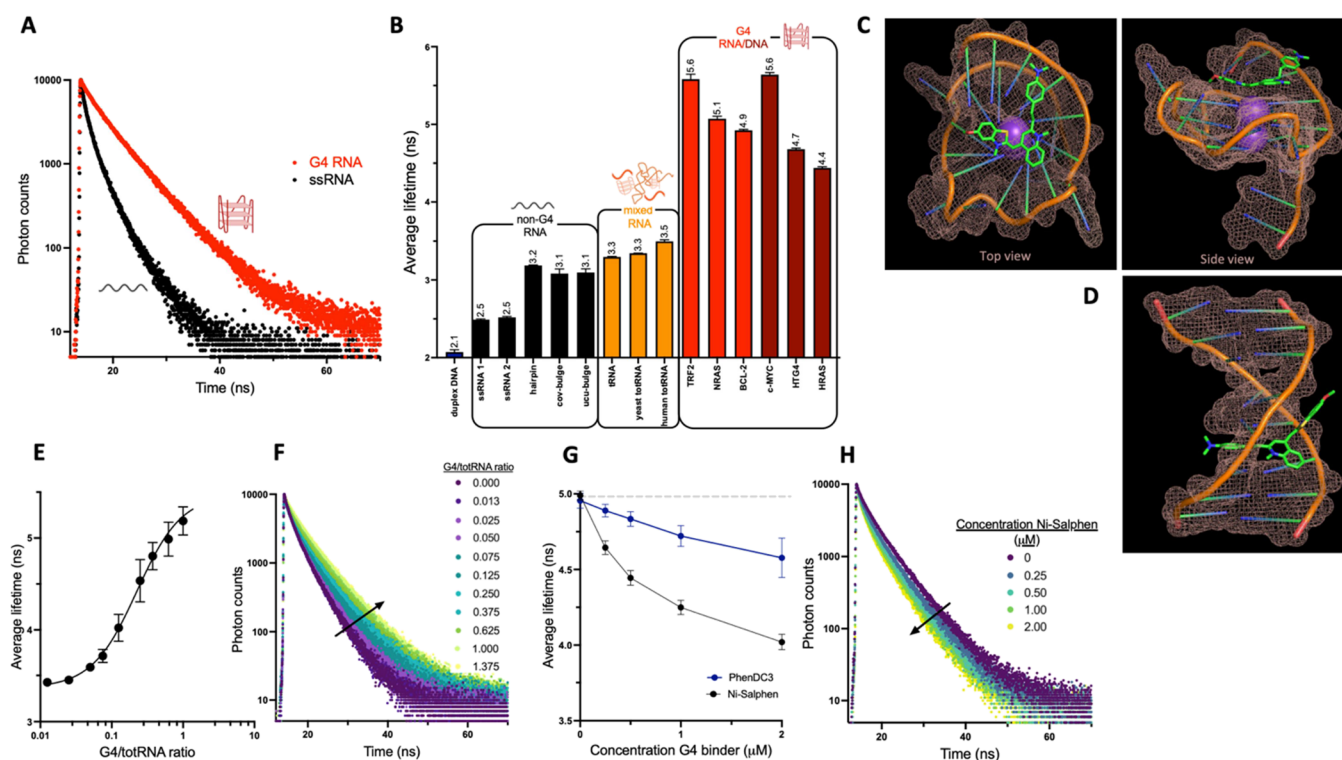 A
10000
1000
100
10
Photon counts
20
40
60
Time (ns)
G4 RNA
ssRNA
B
G4
RNA/DNA
mixed
RNA
non-G4
RNA
6
5
4
3
2
Average lifetime (ns)
2.1
2.5
2.5
3.2
3.1
3.1
3.3
3.3
3.5
5.6
5.1
4.9
5.6
4.7
4.4
duplex DNA
ssRNA 1
ssRNA 2
hairpin
cov-bulge
ucu-bulge
tRNA
yeast totRNA
human totRNA
TRF2
NRAS
BCL-2
c-MYC
HTG4
HRAS
C
Top view
Side view
D
E
5
4
3
Average lifetime (ns)
0.01
0.1
1
10
G4/totRNA ratio
F
10000
1000
100
10
Photon counts
20
40
60
Time (ns)
G4/totRNA ratio
0.000
0.013
0.025
0.050
0.075
0.125
0.250
0.375
0.625
1.000
1.375
G
5.0
4.5
4.0
3.5
Average lifetime (ns)
PhenDC3
Ni-Salphen
0
1
2
Concentration G4 binder (μM)
H
10000
1000
100
10
Photon counts
20
40
60
Time (ns)
Concentration Ni-Salphen
(μM)
0
0.25
0.50
1.00
2.00